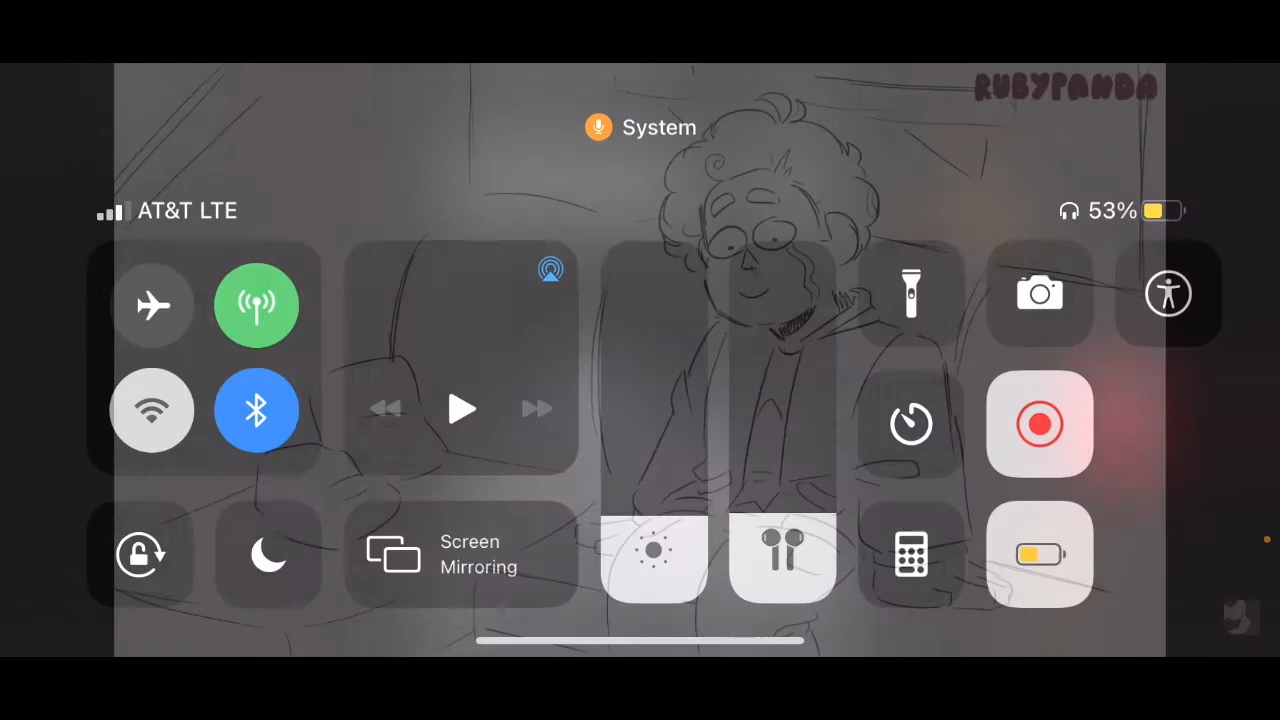 RUBYPANDA
System
AT&T LTE
53%
Screen
Mirroring